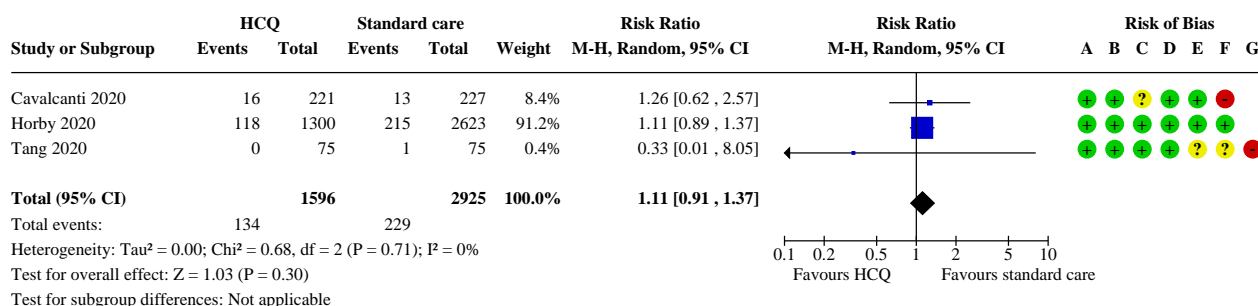 HCQ Standard care Risk Ratio Risk Ratio Risk of Bias
Study or Subgroup Events Total Events Total Weight M-H, Random, 95% CI M-H, Random, 95% CI A B C D E F G
Cavalcanti 2020 16 221 13 227 8.4% 1.26 [0.62 , 2.57] + + ? + + -
Horby 2020 118 1300 215 2623 91.2% 1.11 [0.89 , 1.37] + + + + + +
Tang 2020 0 75 1 75 0.4% 0.33 [0.01 , 8.05] + + + + ? ? -
Total (95% CI) 1596 2925 100.0% 1.11 [0.91 , 1.37]
Total events: 134 229
Heterogeneity: Tau² = 0.00; Chi² = 0.68, df = 2 (P = 0.71); I² = 0%
0.1 0.2 0.5 1 2 5 10
Test for overall effect: Z = 1.03 (P = 0.30)
Favours HCQ Favours standard care
Test for subgroup differences: Not applicable